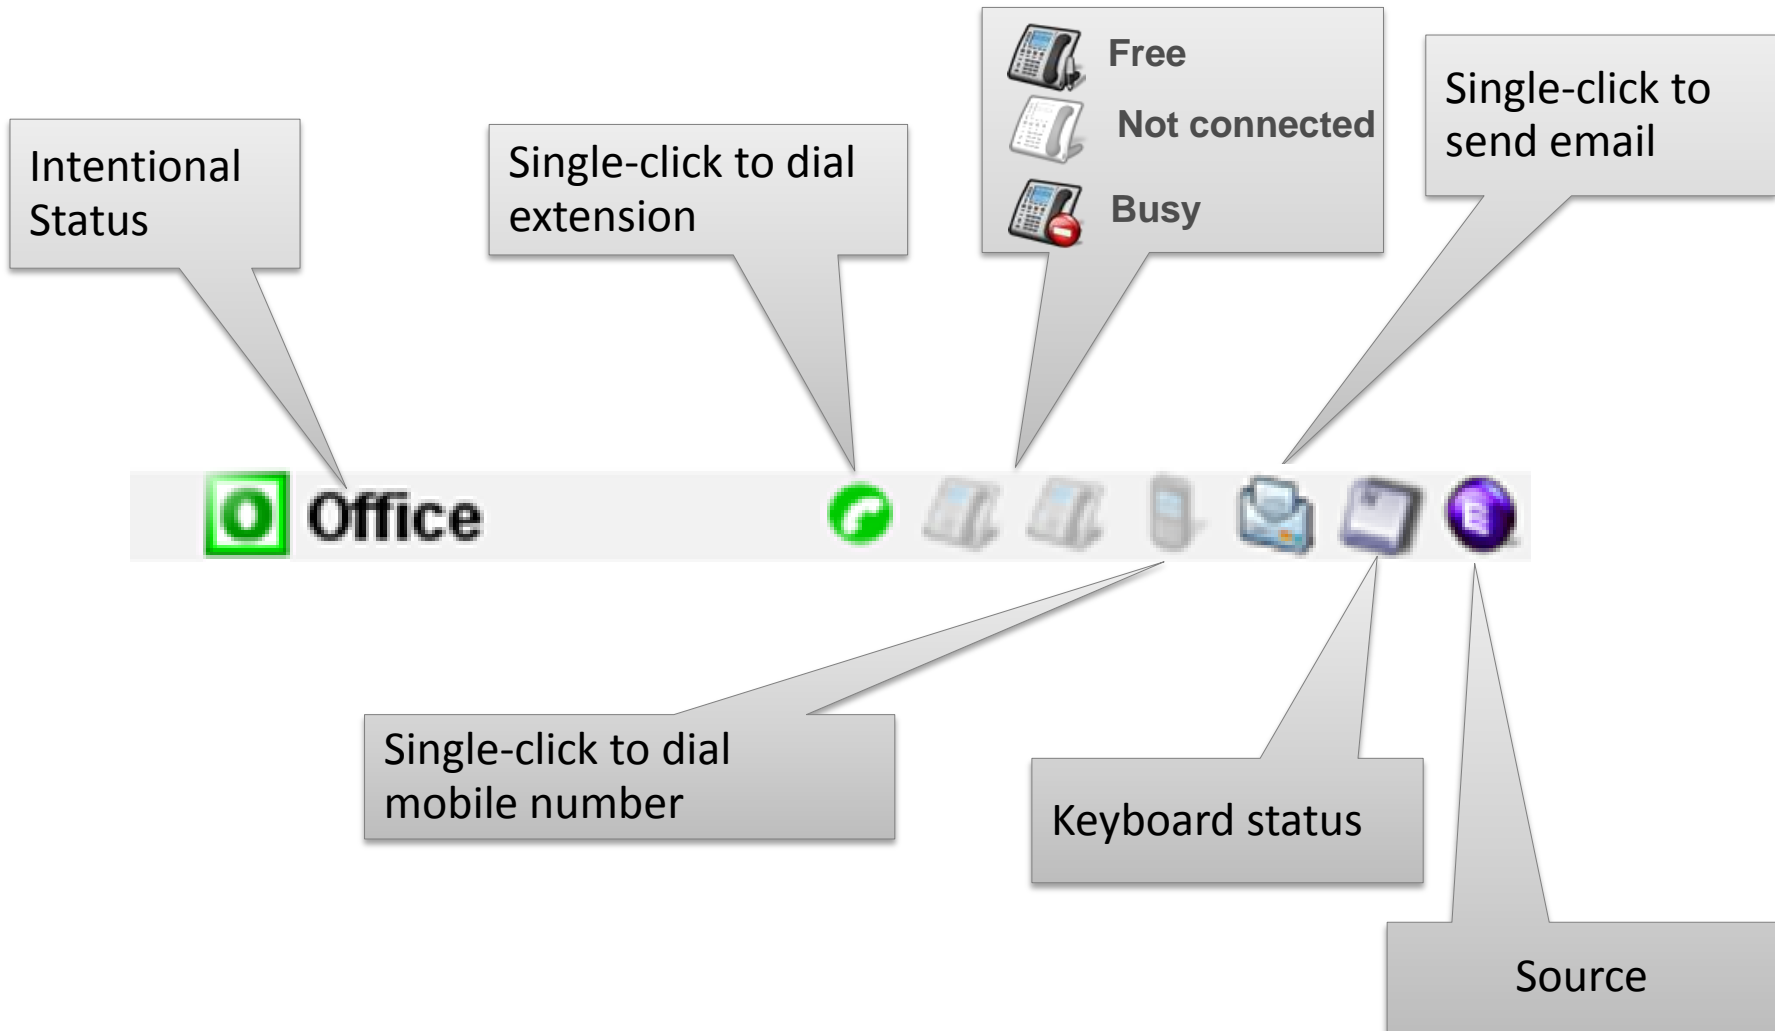 Free
Not connected
Busy
Single-click to
send email
Intentional
Status
Single-click to dial
extension
O Office
Single-click to dial
mobile number
Keyboard status
Source